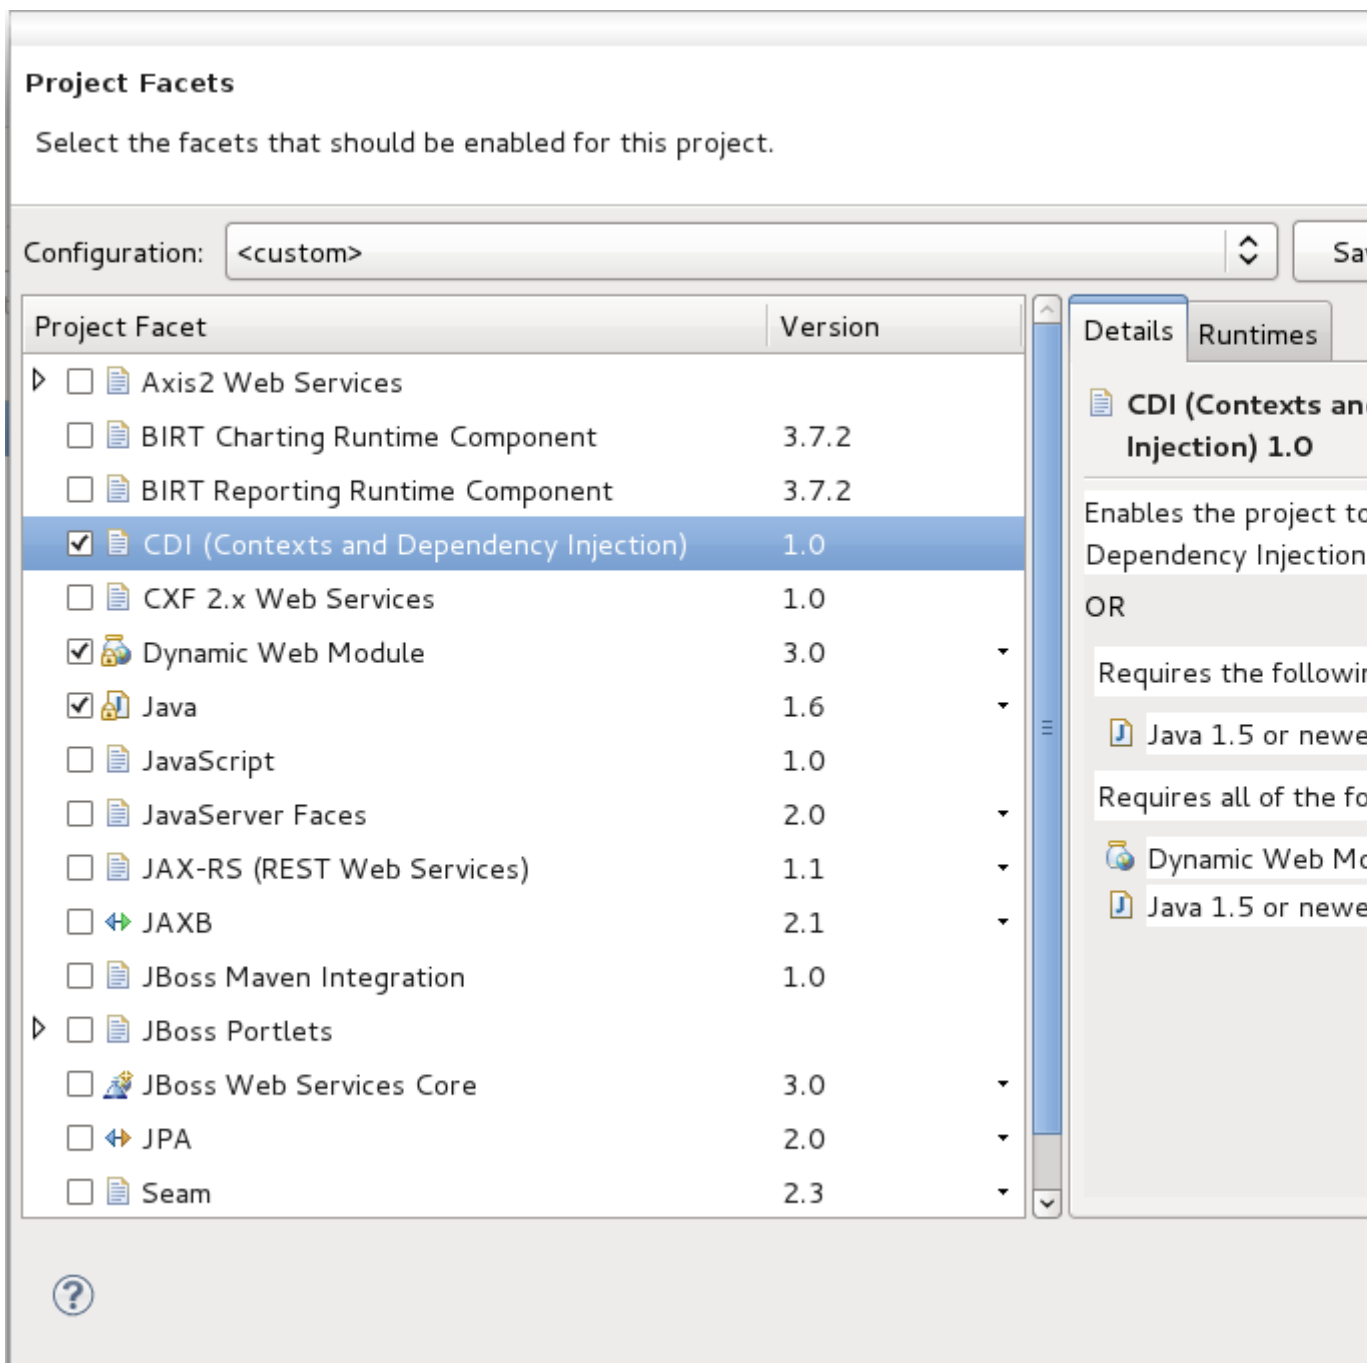 Project Facets
Select the facets that should be enabled for this project.
Configuration: <custom>
Project Facet Version
Axis2 Web Services
BIRT Charting Runtime Component 3.7.2
BIRT Reporting Runtime Component 3.7.2
CDI (Contexts and Dependency Injection) 1.0
CXF 2.x Web Services 1.0
Dynamic Web Module 3.0
Java 1.6
JavaScript 1.0
JavaServer Faces 2.0
JAX-RS (REST Web Services) 1.1
JAXB 2.1
JBoss Maven Integration 1.0
JBoss Portlets
JBoss Web Services Core 3.0
JPA 2.0
Seam 2.3
Details Runtimes
CDI (Contexts
Injection) 1.0
Enables the project
Dependency Injection
OR
Requires the
Java 1.5 or
Requires all of the
Dynamic Web
Java 1.5 or